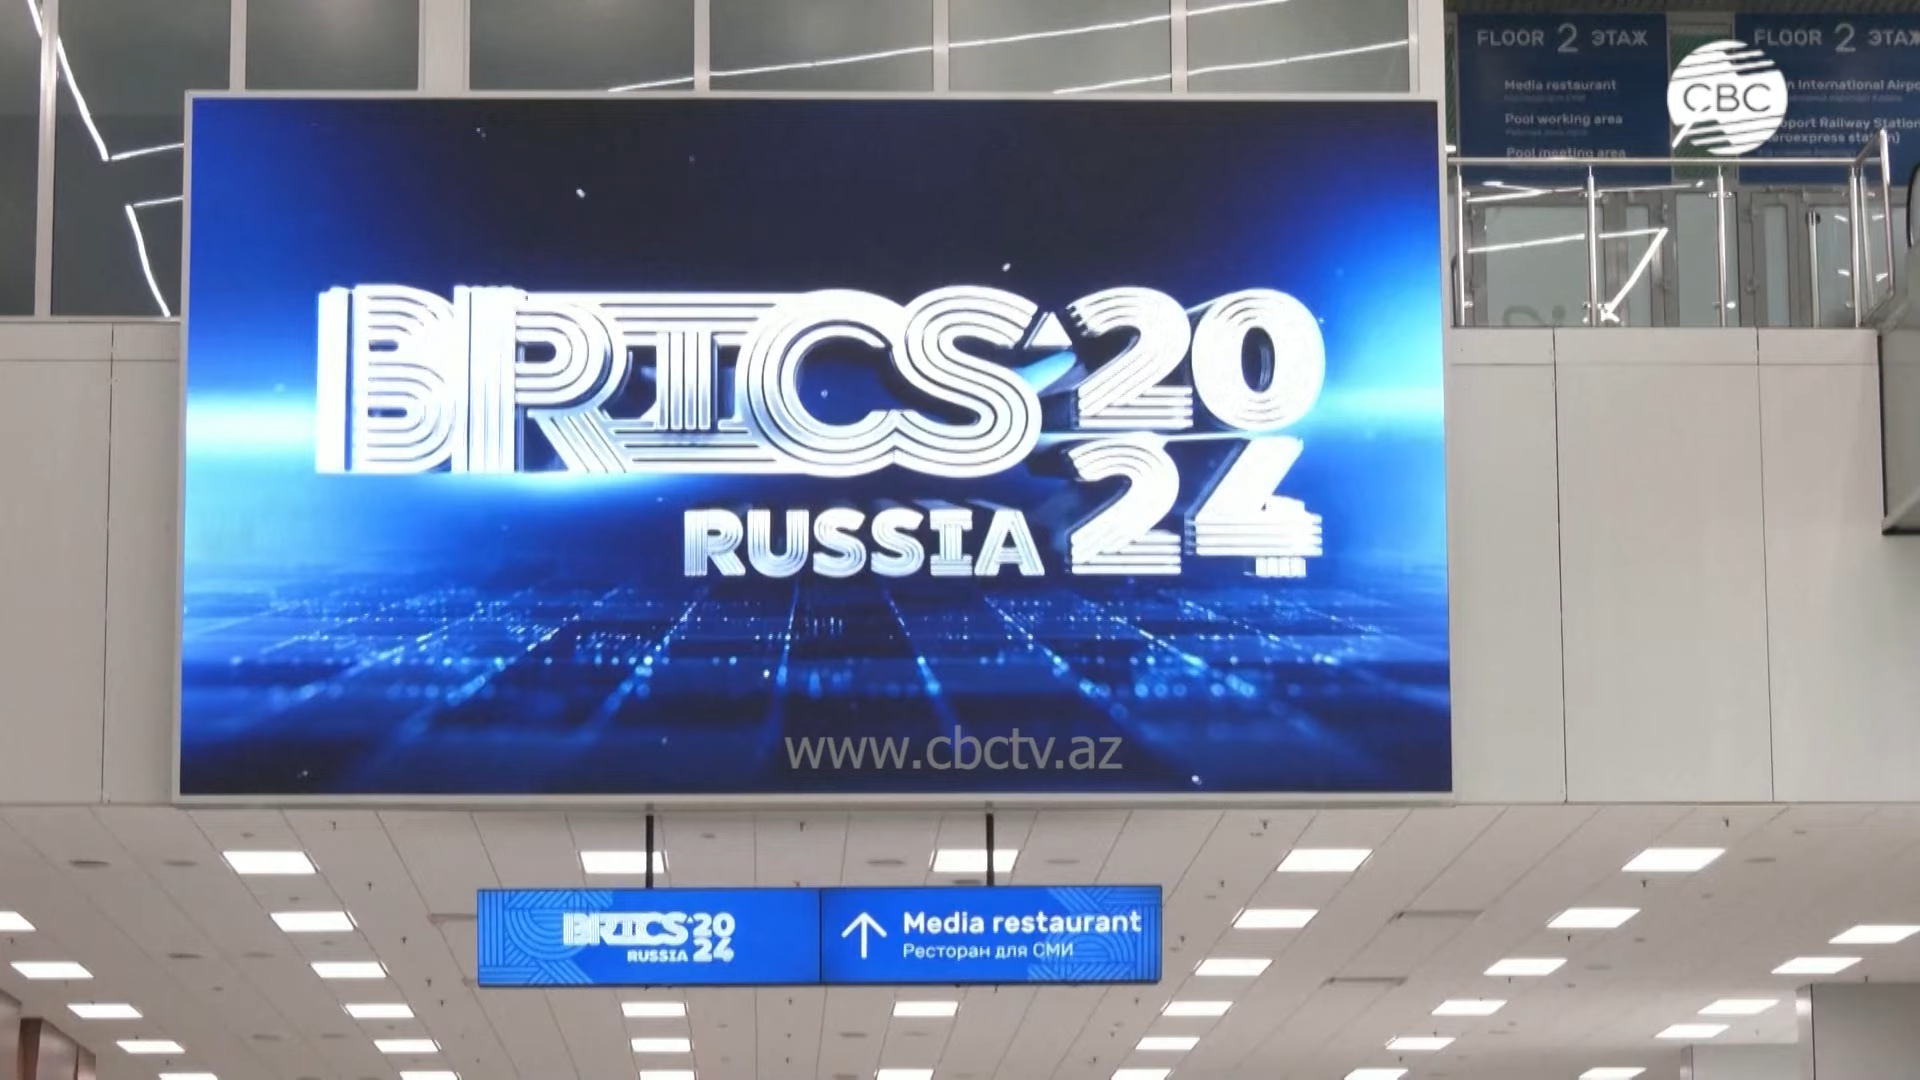 FLOOR 2 ЭТАЖ
Media restaurant
Pool working area
Pool meeting area
FLOOR 2 ЭТАЖ
International
Railway Station
CBC
BRICS 2024
RUSSIA
www.cbctv.az
BRICS 2024
RUSSIA
Media restaurant
Ресторан для СМИ